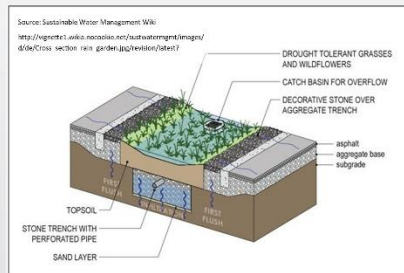 Source: Sustainable Water Management Wiki
http://vignette1.wikia.nocookie.net/sustwatermgmt/images/
d/de/Cross_section_rain_garden.jpg/revision/latest?
DROUGHT TOLERANT GRASSES
AND WILDFLOWERS
CATCH BASIN FOR OVERFLOW
DECORATIVE STONE OVER
AGGREGATE TRENCH
asphalt
aggregate base
subgrade
FIRST
FLUSH
INFILTRATION
FIRST
FLUSH
TOPSOIL
STONE TRENCH WITH
PERFORATED PIPE
SAND LAYER